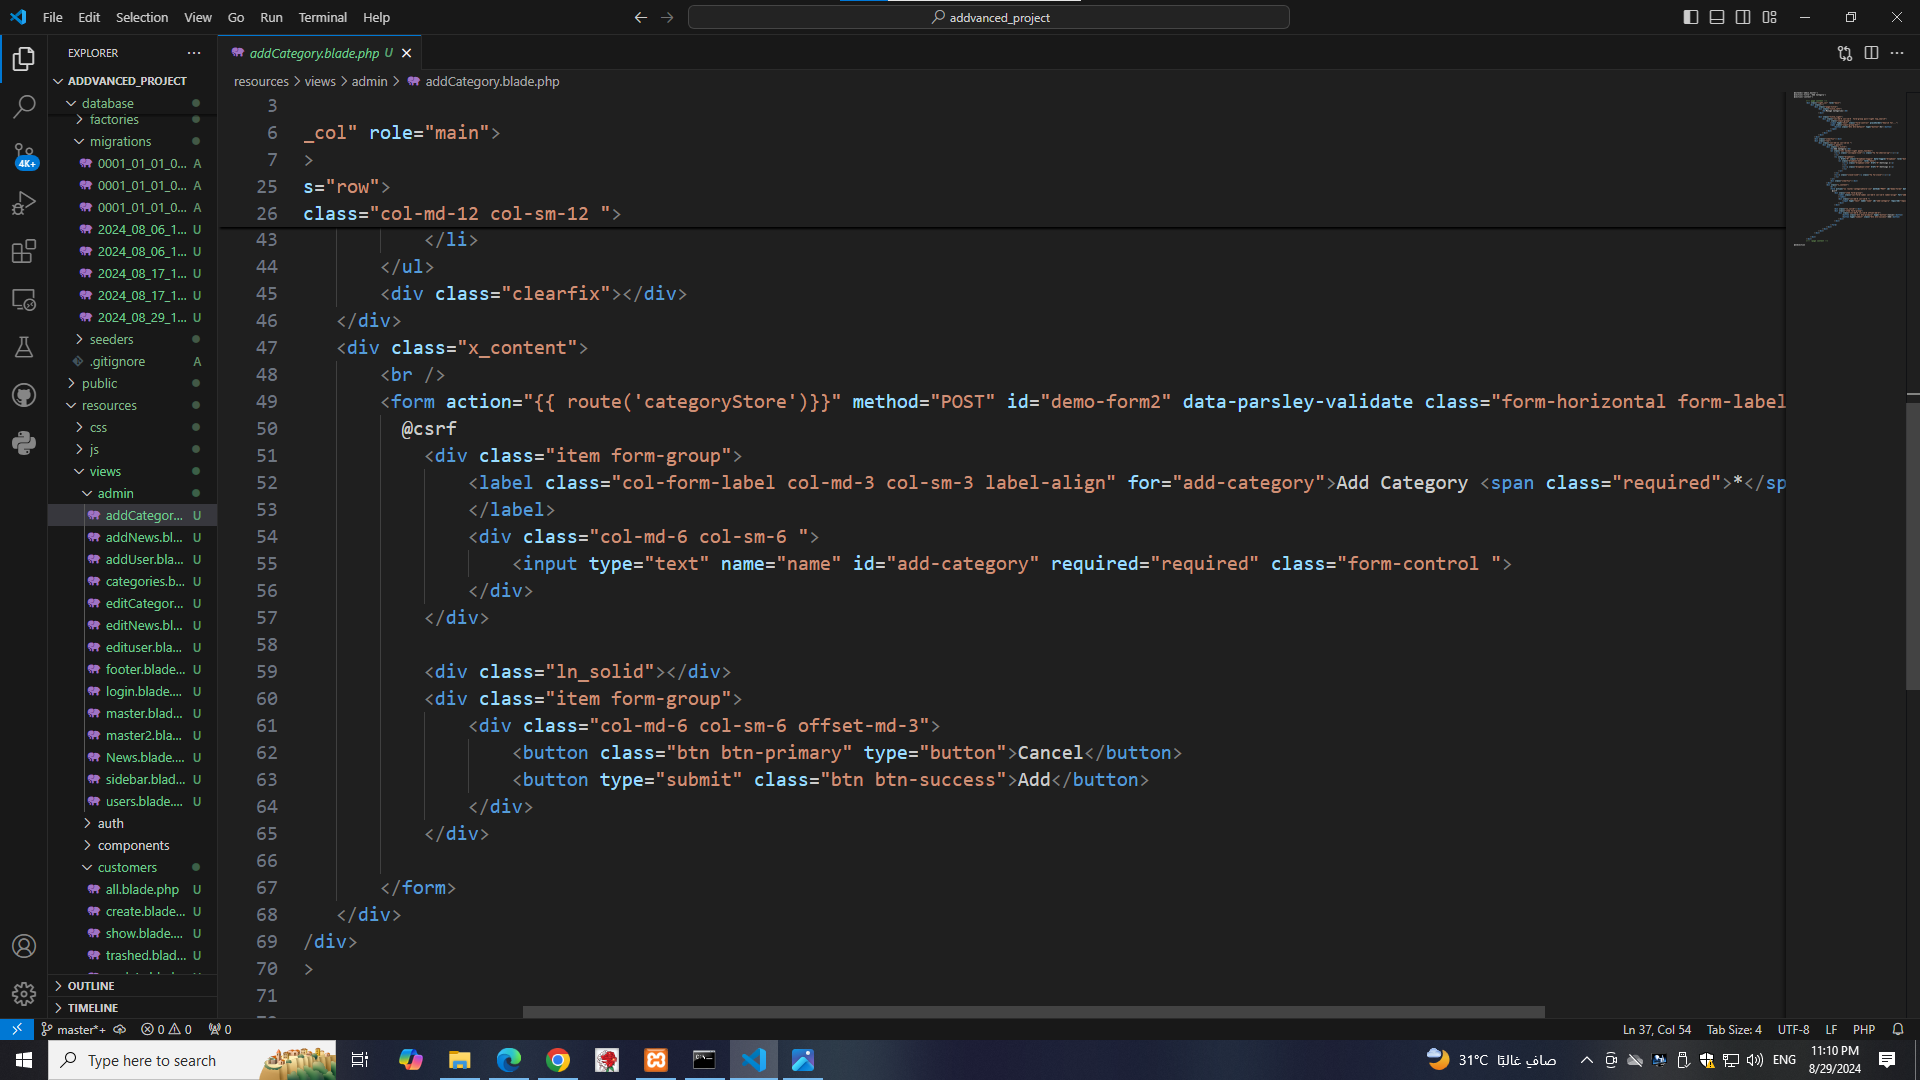 File Edit Selection View Go Run Terminal Help
addvanced_project
EXPLORER
ADDVANCED_PROJECT
database
factories
migrations
0001_01_01_0... A
0001_01_01_0... A
0001_01_01_0... A
2024_08_06_1... U
2024_08_06_1... U
2024_08_17_1... U
2024_08_17_1... U
2024_08_29_1... U
seeders
.gitignore A
public
resources
css
js
views
admin
addCategor... U
addNews.bl... U
addUser.bla... U
categories.b... U
editCategor... U
editNews.bl... U
edituser.bla... U
footer.blade.... U
login.blade.... U
master.blad... U
master2.bla... U
News.blade.... U
sidebar.blad... U
users.blade.... U
auth
components
customers
all.blade.php U
create.blade... U
show.blade.... U
trashed.blad... U
OUTLINE
TIMELINE
4K+
addCategory.blade.php U
resources > views > admin > addCategory.blade.php
3
6 _col" role="main">
7 >
25 s="row">
26 class="col-md-12 col-sm-12 ">
43 </li>
44 </ul>
45 <div class="clearfix"></div>
46 </div>
47 <div class="x_content">
48 <br />
49 <form action="{{ route('categoryStore')}}" method="POST" id="demo-form2" data-parsley-validate class="form-horizontal form-label
50 @csrf
51 <div class="item form-group">
52 <label class="col-form-label col-md-3 col-sm-3 label-align" for="add-category">Add Category <span class="required">*</sp
53 </label>
54 <div class="col-md-6 col-sm-6 ">
55 <input type="text" name="name" id="add-category" required="required" class="form-control ">
56 </div>
57 </div>
58
59 <div class="ln_solid"></div>
60 <div class="item form-group">
61 <div class="col-md-6 col-sm-6 offset-md-3">
62 <button class="btn btn-primary" type="button">Cancel</button>
63 <button type="submit" class="btn btn-success">Add</button>
64 </div>
65 </div>
66
67 </form>
68 </div>
69 /div>
70 >
71
master*+ 0 0 0
Ln 37, Col 54 Tab Size: 4 UTF-8 LF PHP
Type here to search
31°C صافٍ غالبًا
ENG
11:10 PM
8/29/2024